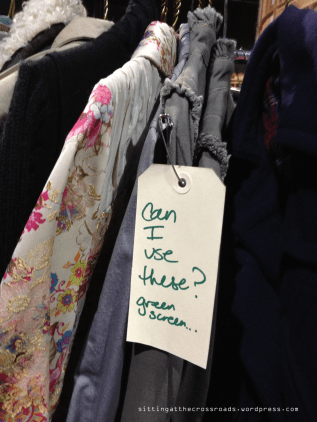 Can
I
use
these?
green
screen..
sittingatthecrossroads.wordpress.com